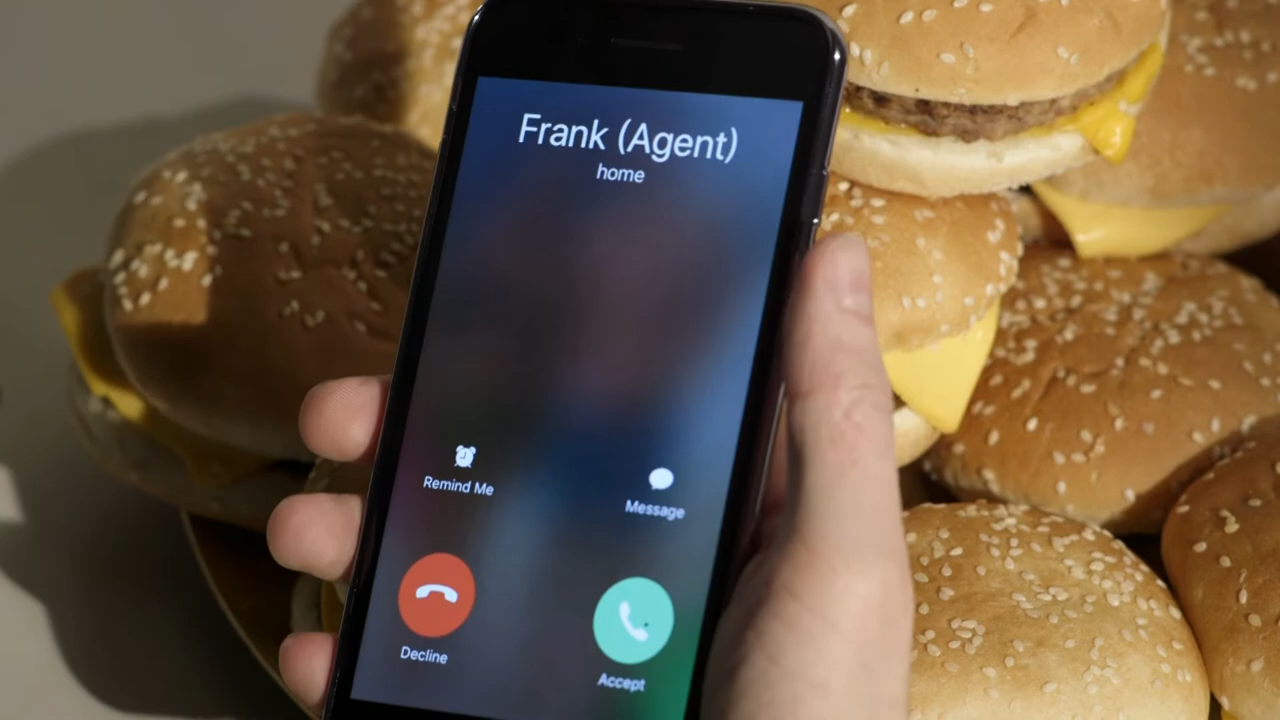 Frank (Agent)
home
Remind Me
Message
Decline
Accept